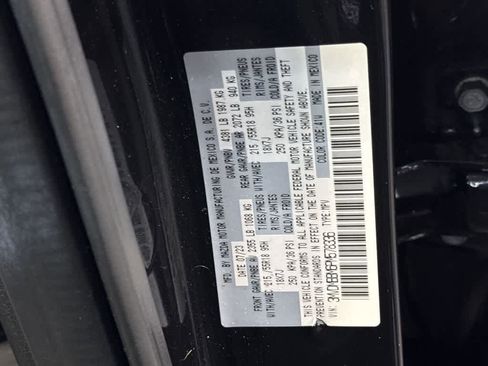 MFD. BY MAZDA MOTOR MANUFACTURING DE MEXICO S.A. DE C.V.
DATE 07/23 GVWR/PNBV 4381 LB 1987 KG
FRONT GAWR/PNBE AV 2355 LB 1068 KG REAR GAWR/PNBE AR 2072 LB 940 KG
WITH/AVEC 215/55R18 95H TIRES/PNEUS WITH/AVEC 215/55R18 95H TIRES/PNEUS
18X7J RIMS/JANTES 18X7J RIMS/JANTES
250 KPA/36 PSI COLD/A FROID 250 KPA/36 PSI COLD/A FROID
THIS VEHICLE CONFORMS TO ALL APPLICABLE FEDERAL MOTOR VEHICLE SAFETY AND THEFT
PREVENTION STANDARDS IN EFFECT ON THE DATE OF MANUFACTURE SHOWN ABOVE.
VIN: TYPE: MPV COLOR CODE: 41W MADE IN MEXICO